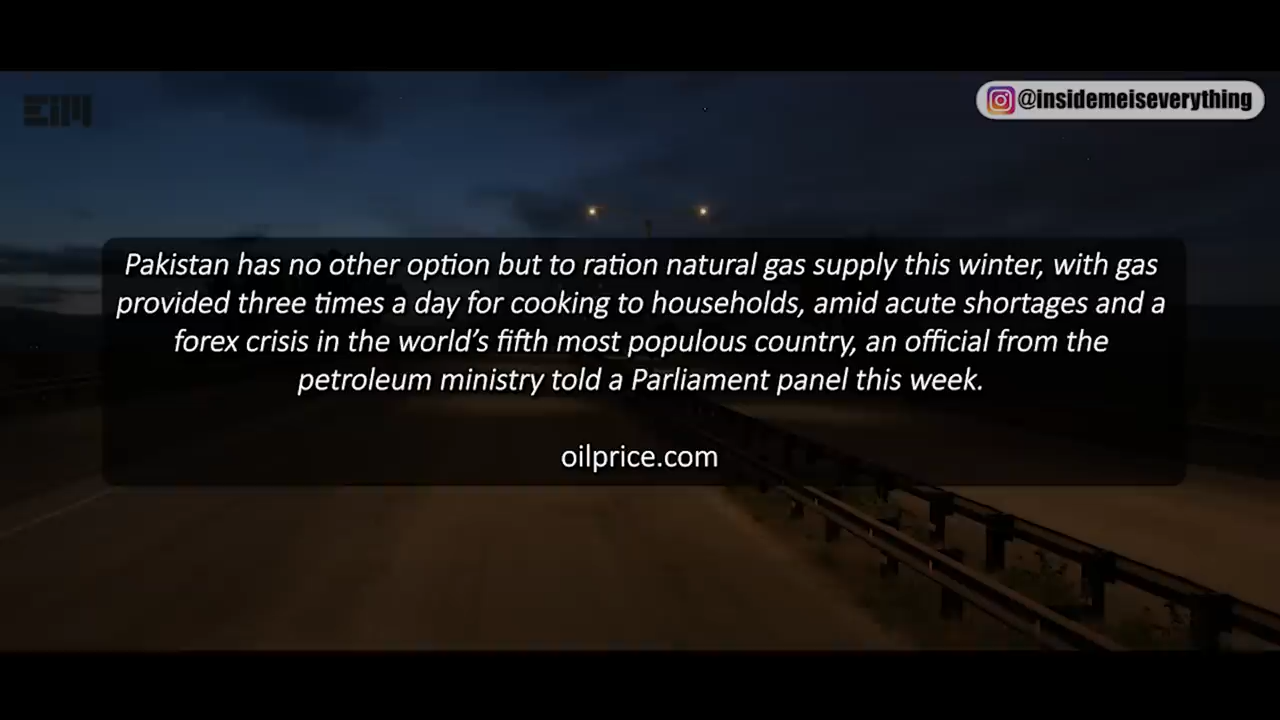 EiM
@insidemeiseverything
Pakistan has no other option but to ration natural gas supply this winter, with gas
provided three times a day for cooking to households, amid acute shortages and a
forex crisis in the world’s fifth most populous country, an official from the
petroleum ministry told a Parliament panel this week.
oilprice.com